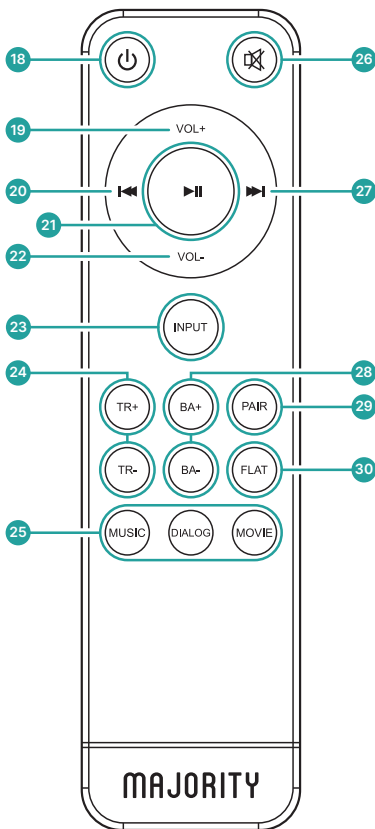 18
26
19
VOL+
20
27
21
22
VOL-
23
INPUT
24
28
TR+
BA+
PAIR
29
TR-
BA-
FLAT
30
25
MUSIC
DIALOG
MOVIE
MAJORITY